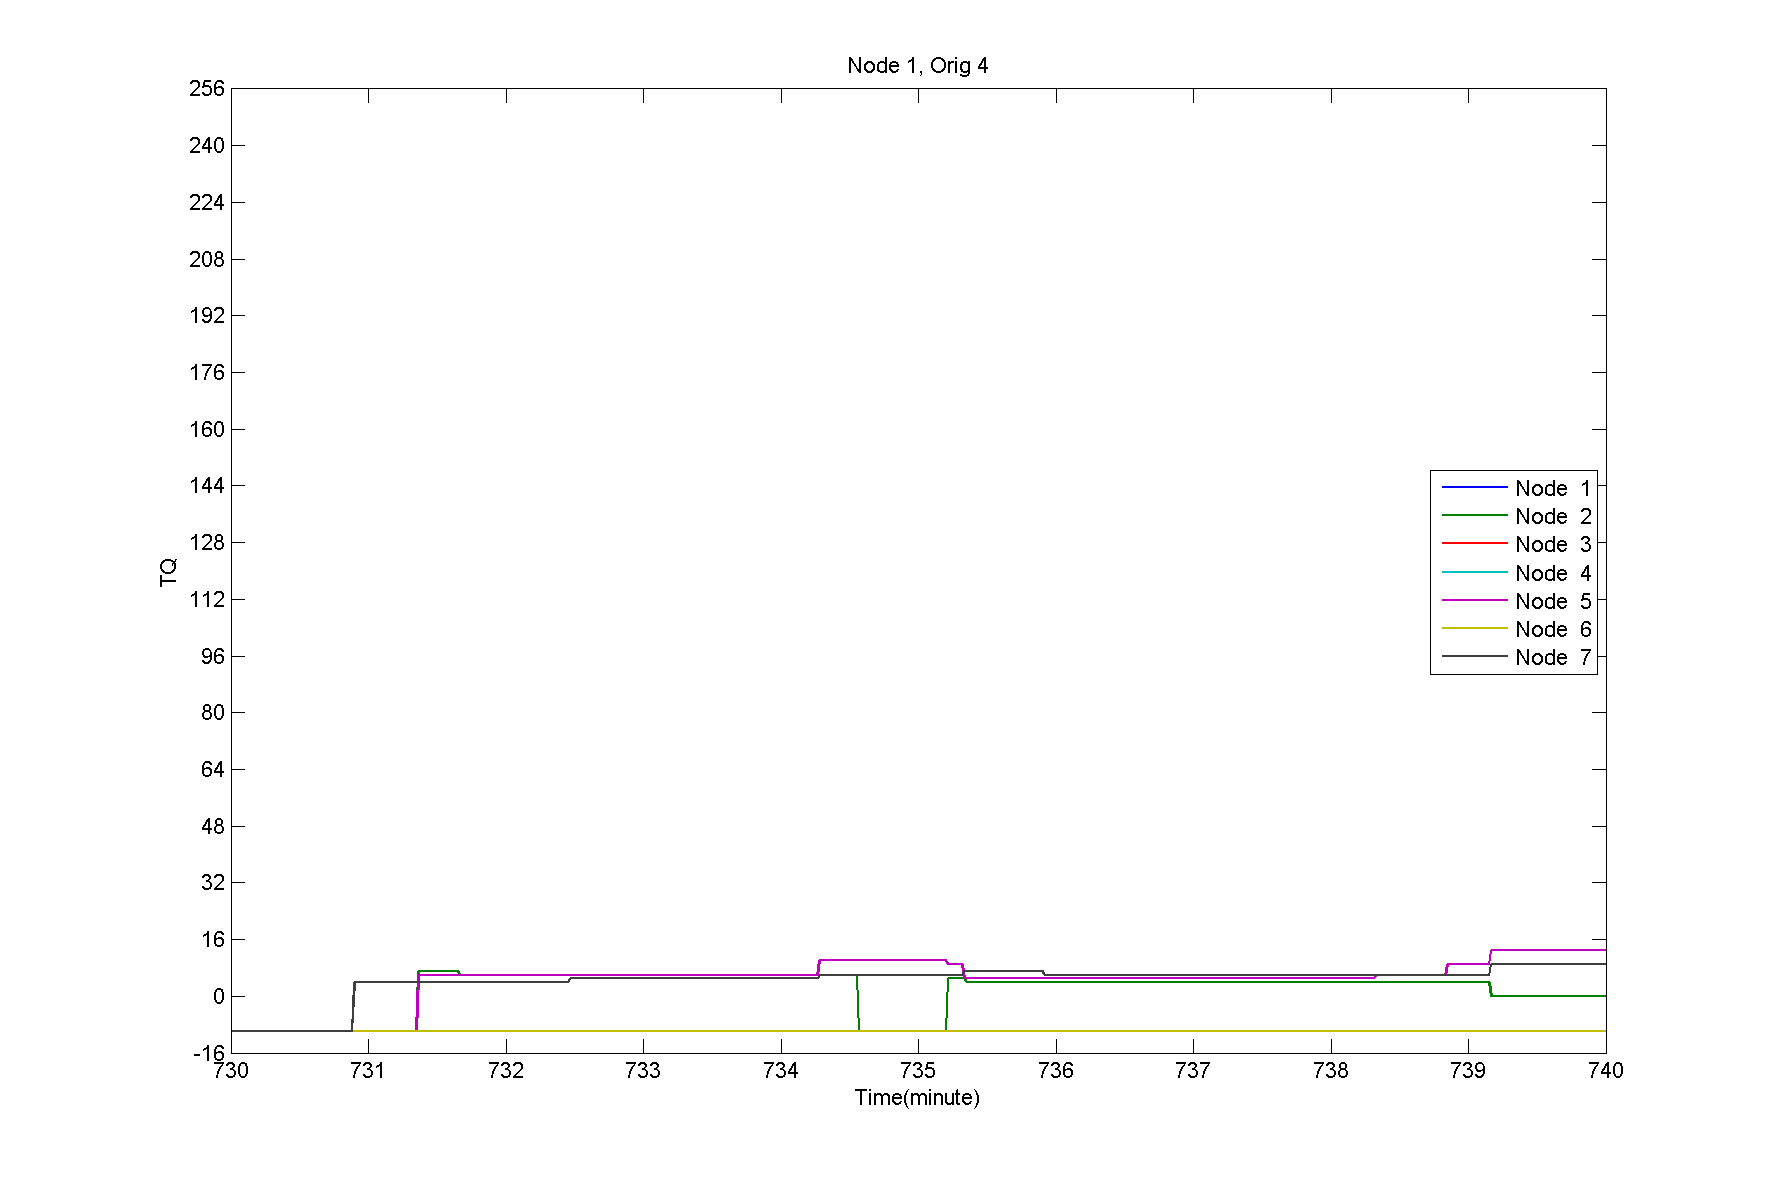 Node 1, Orig 4
256
240
224
208
192
176
160
144
128
112
96
80
64
48
32
16
0
-16
TQ
Node 1
Node 2
Node 3
Node 4
Node 5
Node 6
Node 7
730 731 732 733 734 735 736 737 738 739 740
Time(minute)